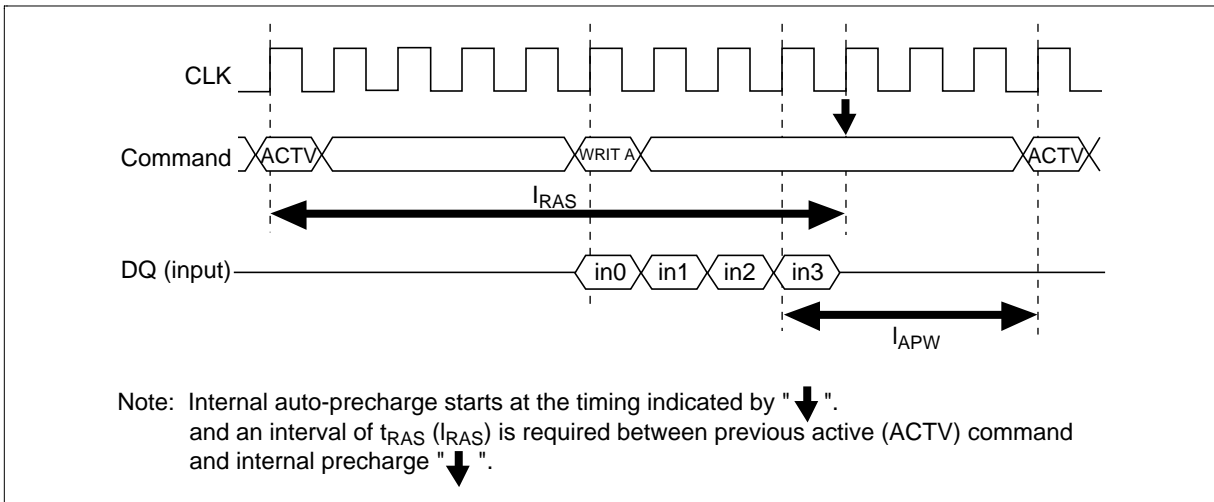 CLK
Command ACTV WRIT A ACTV
lRAS
DQ (input) in0 in1 in2 in3
lAPW
Note: Internal auto-precharge starts at the timing indicated by " ".
and an interval of tRAS (lRAS) is required between previous active (ACTV) command
and internal precharge " ".